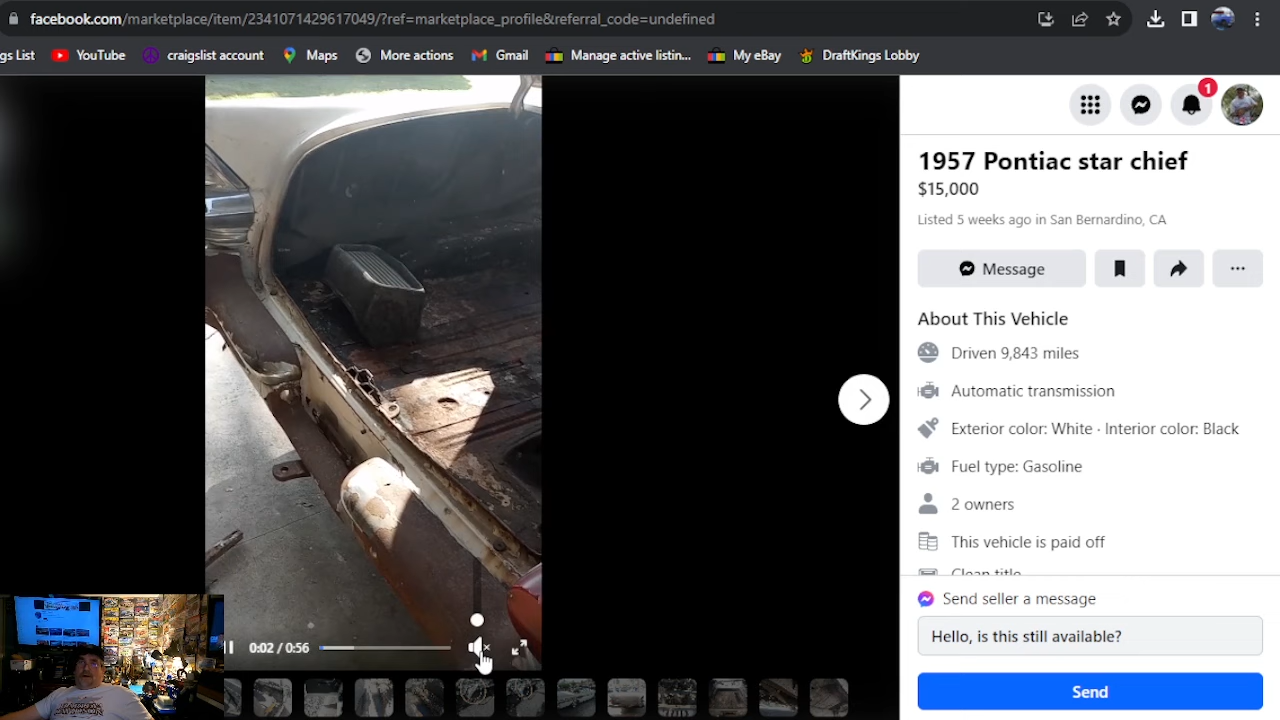 facebook.com/marketplace/item/2341071429617049/?ref=marketplace_profile&referral_code=undefined
gs List YouTube craigslist account Maps More actions Gmail Manage active listin... My eBay DraftKings Lobby
1
1957 Pontiac star chief
$15,000
Listed 5 weeks ago in San Bernardino, CA
Message
About This Vehicle
Driven 9,843 miles
Automatic transmission
Exterior color: White · Interior color: Black
Fuel type: Gasoline
2 owners
This vehicle is paid off
Clean title
Send seller a message
Hello, is this still available?
0:02 / 0:56
Send